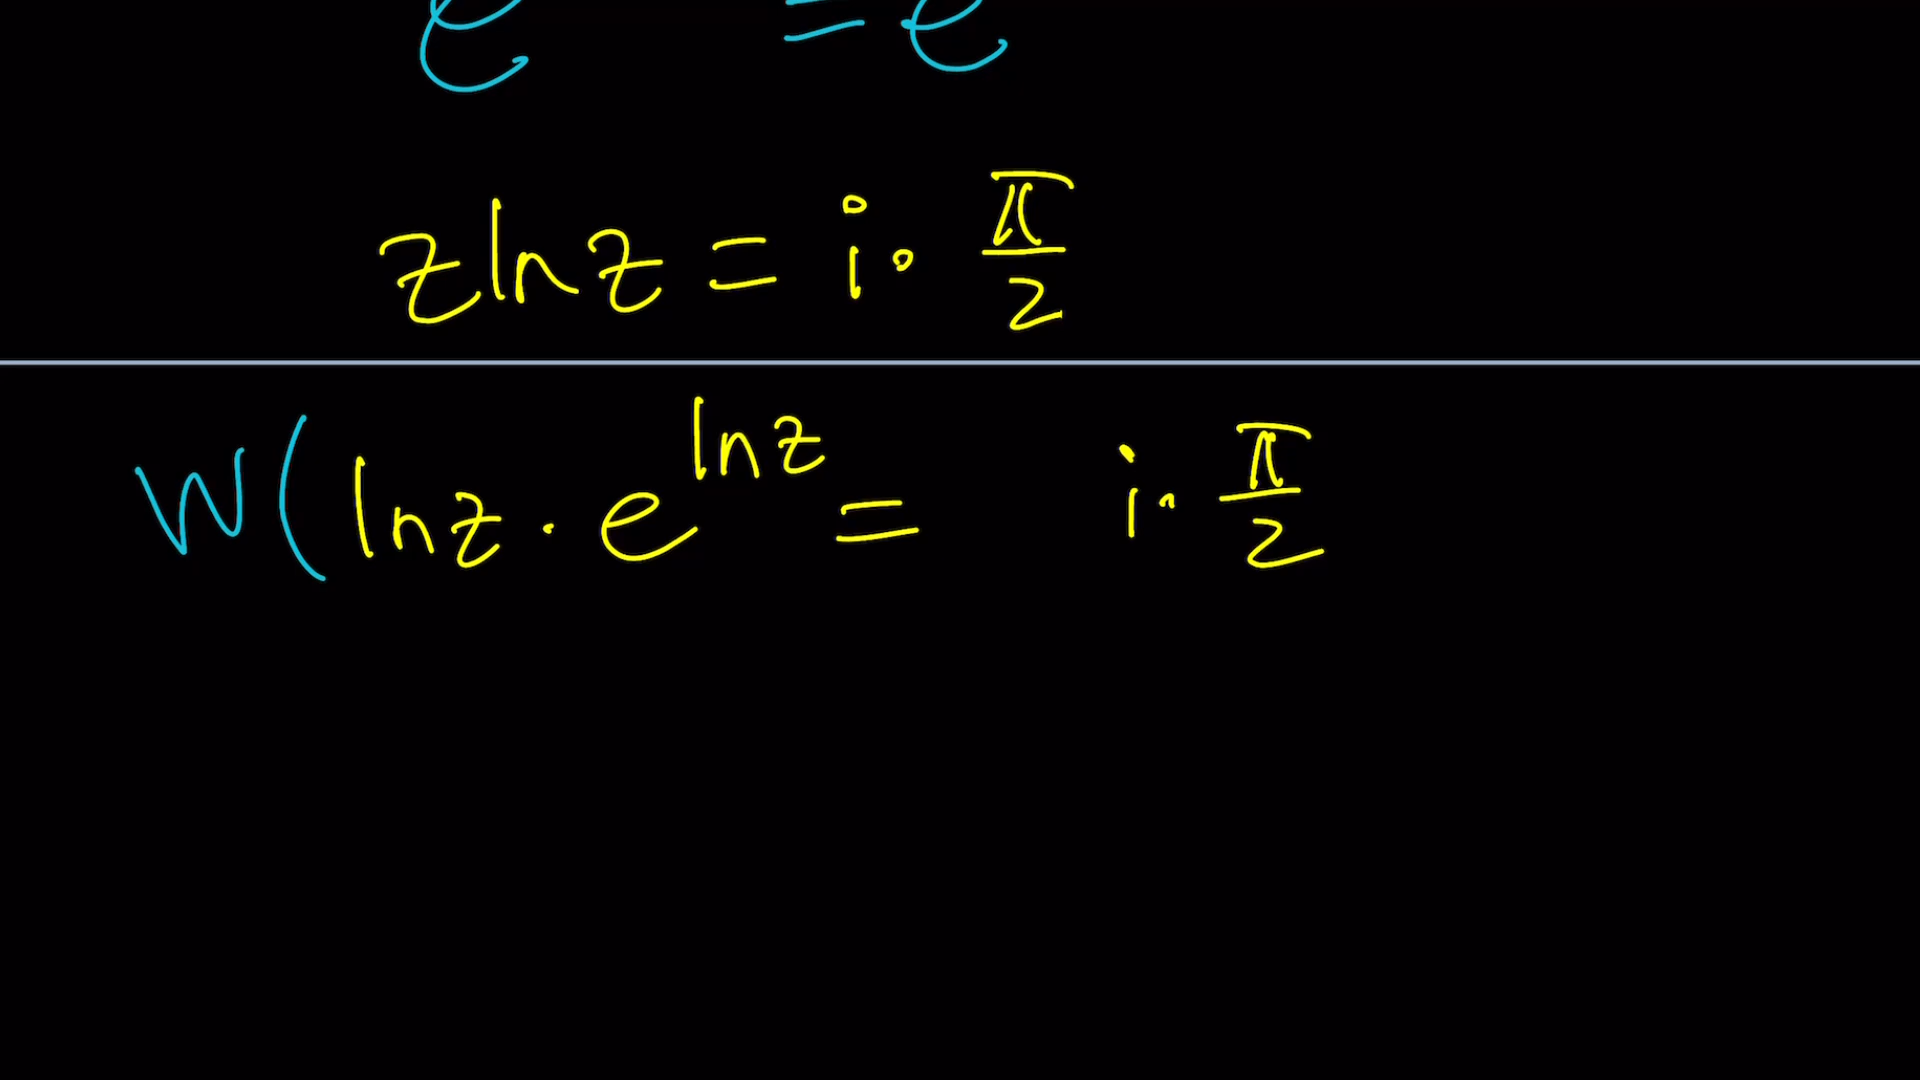 e = e
z ln z = i · π/2
W( ln z · e^ln z = i · π/2